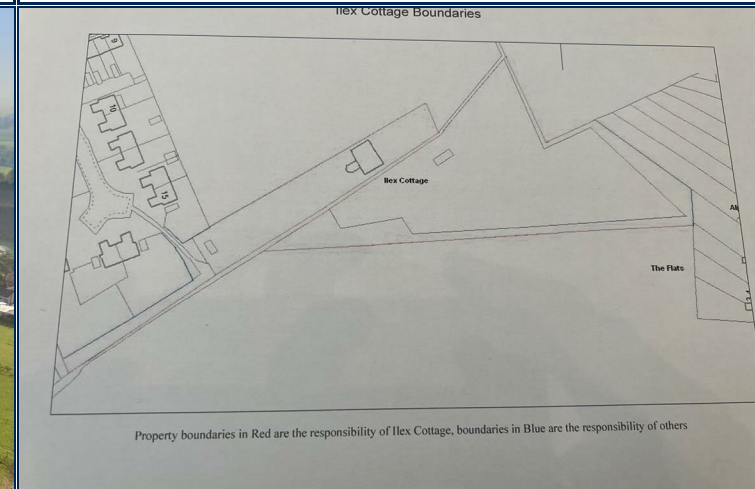 Ilex Cottage Boundaries
9
10
15
Ilex Cottage
The Flats
Property boundaries in Red are the responsibility of Ilex Cottage, boundaries in Blue are the responsibility of others